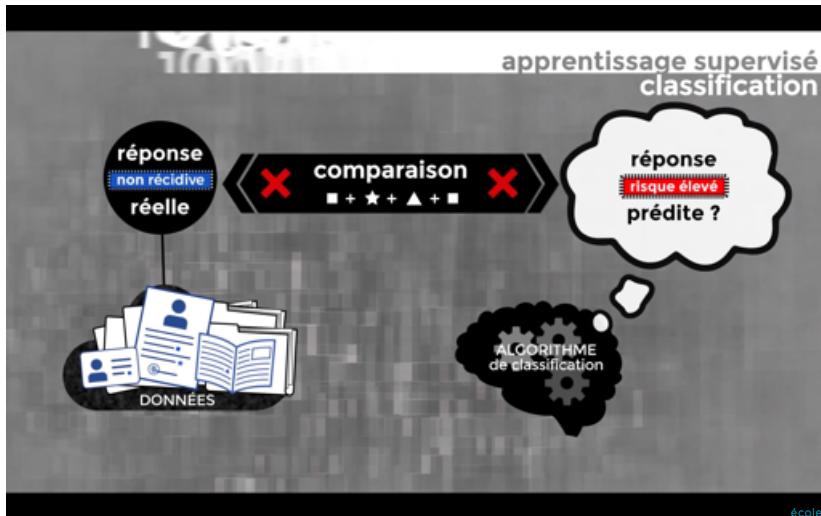 apprentissage supervisé
classification
réponse
non récidive
réelle
comparaison
■ + ★ + ▲ + ■
réponse
risque élevé
prédite ?
DONNÉES
ALGORITHME
de classification
école